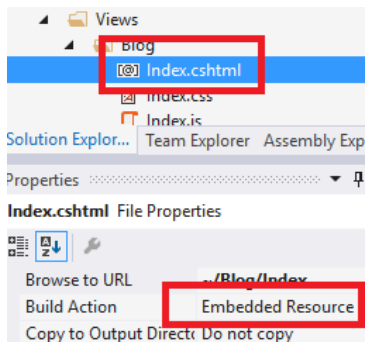 Views
Blog
[@] Index.cshtml
Index.css
Index.js
Solution Explor... Team Explorer Assembly Exp
Properties
Index.cshtml File Properties
Browse to URL ~/Blog/Index
Build Action Embedded Resource
Copy to Output Directo Do not copy